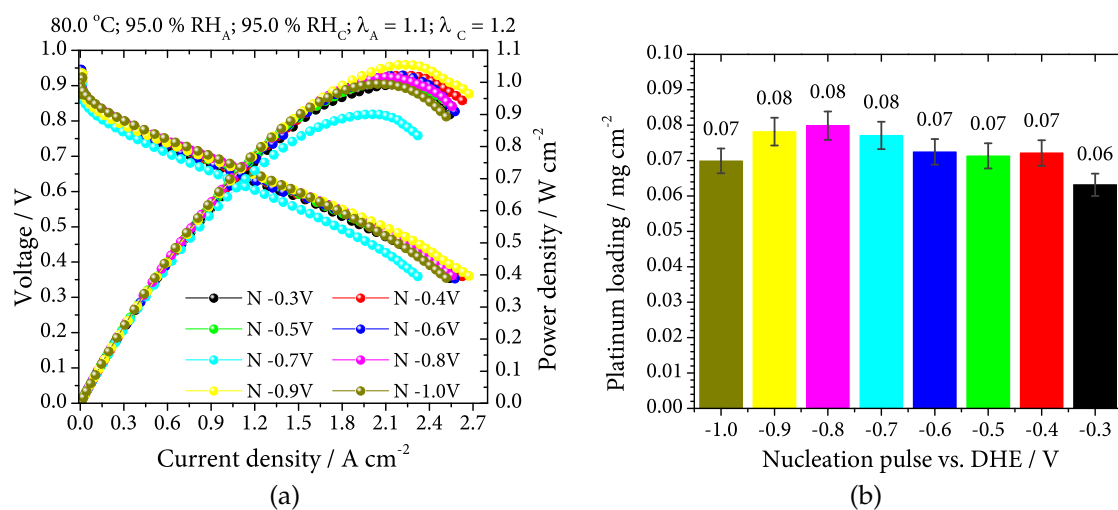 80.0 °C; 95.0 % RH_A; 95.0 % RH_C; λ_A = 1.1; λ_C = 1.2
1.0
0.9
0.8
0.7
0.6
0.5
0.4
0.3
0.2
0.1
0.0
Voltage / V
1.1
1.0
0.9
0.8
0.7
0.6
0.5
0.4
0.3
0.2
0.1
0.0
Power density / W cm⁻²
N -0.3V N -0.4V
N -0.5V N -0.6V
N -0.7V N -0.8V
N -0.9V N -1.0V
0.0 0.3 0.6 0.9 1.2 1.5 1.8 2.1 2.4 2.7
Current density / A cm⁻²
(a)
0.10
0.09
0.08
0.07
0.06
0.05
0.04
0.03
0.02
0.01
0.00
Platinum loading / mg cm⁻²
0.07 0.08 0.08 0.08 0.07 0.07 0.07 0.06
-1.0 -0.9 -0.8 -0.7 -0.6 -0.5 -0.4 -0.3
Nucleation pulse vs. DHE / V
(b)